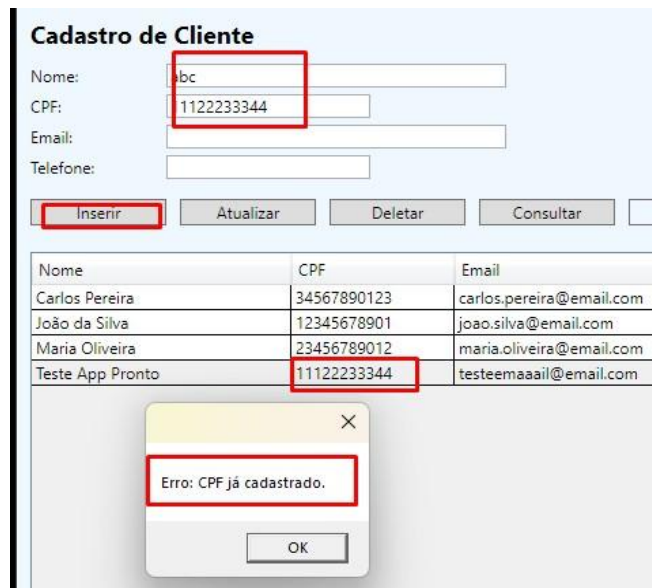 Cadastro de Cliente
Nome: abc
CPF: 11122233344
Email:
Telefone:
Inserir Atualizar Deletar Consultar
Nome CPF Email
Carlos Pereira 34567890123 carlos.pereira@email.com
João da Silva 12345678901 joao.silva@email.com
Maria Oliveira 23456789012 maria.oliveira@email.com
Teste App Pronto 11122233344 testeemaaail@email.com
Erro: CPF já cadastrado.
OK